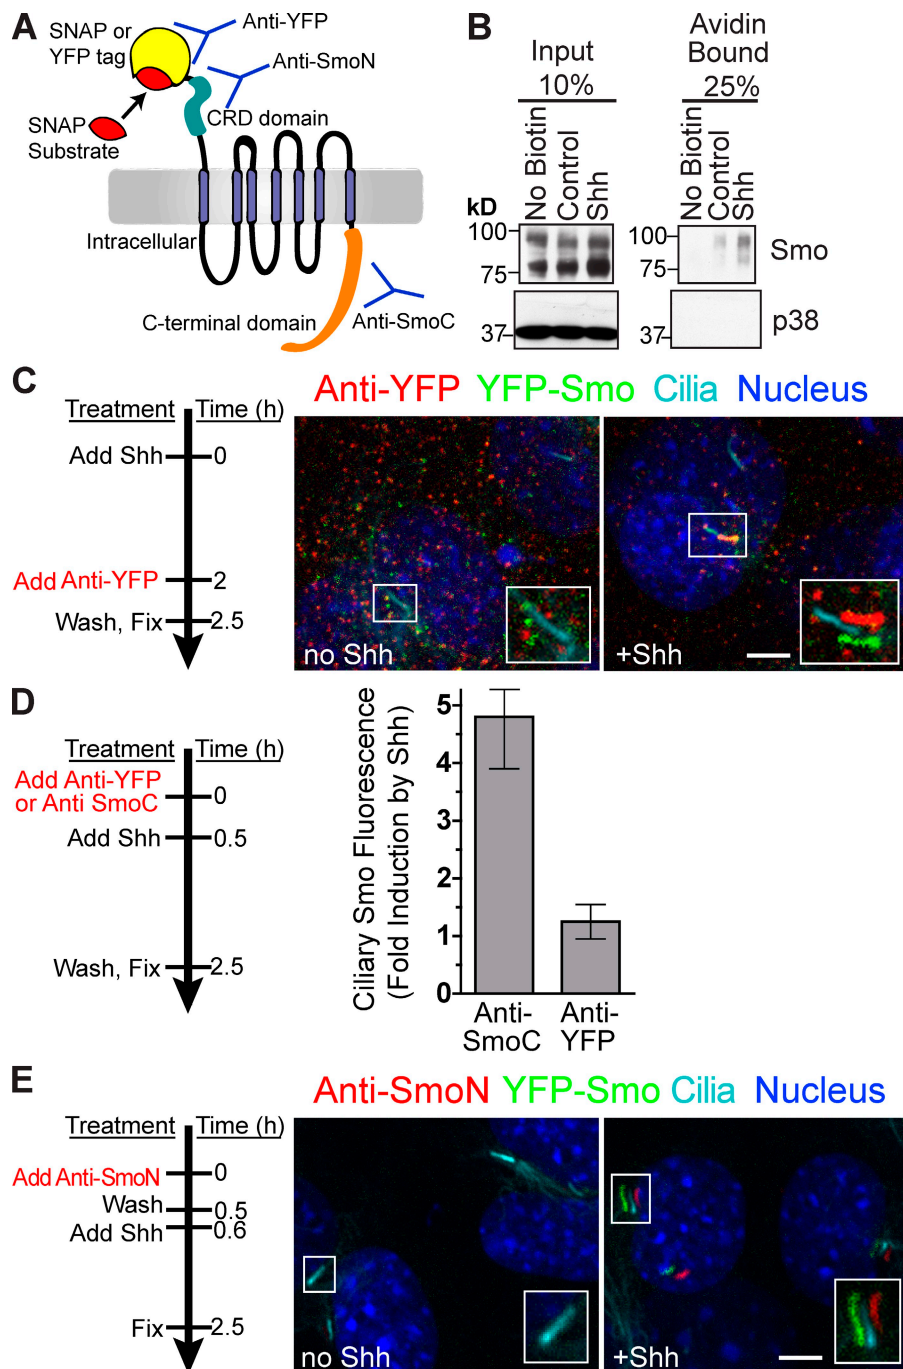 A
SNAP or
YFP tag
Anti-YFP
Anti-SmoN
SNAP
Substrate
CRD domain
Intracellular
C-terminal domain
Anti-SmoC
B
Input
10%
Avidin
Bound
25%
No Biotin
Control
Shh
No Biotin
Control
Shh
kD
100
75
100
75
Smo
37
37
p38
C
Anti-YFP YFP-Smo Cilia Nucleus
Treatment Time (h)
Add Shh 0
Add Anti-YFP 2
Wash, Fix 2.5
no Shh
+Shh
D
Treatment Time (h)
Add Anti-YFP
or Anti SmoC 0
Add Shh 0.5
Wash, Fix 2.5
Ciliary Smo Fluorescence
(Fold Induction by Shh)
5
4
3
2
1
0
Anti-
SmoC
Anti-
YFP
E
Anti-SmoN YFP-Smo Cilia Nucleus
Treatment Time (h)
Add Anti-SmoN 0
Wash 0.5
Add Shh 0.6
Fix 2.5
no Shh
+Shh